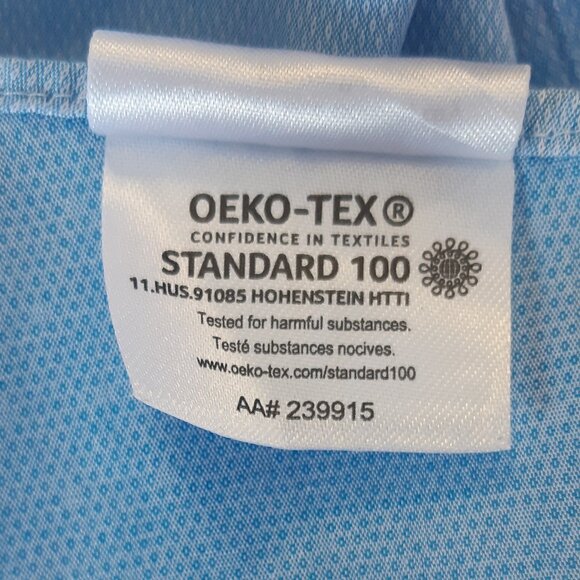 OEKO-TEX®
CONFIDENCE IN TEXTILES
STANDARD 100
11.HUS.91085 HOHENSTEIN HTTI
Tested for harmful substances.
Testé substances nocives.
www.oeko-tex.com/standard100
AA# 239915